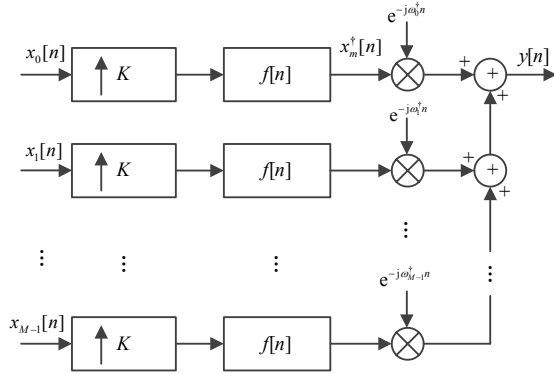 e^{-jω_0^† n}
x_0[n] K f[n] x_m^†[n] + + y[n]
+
e^{-jω_1^† n}
x_1[n] K f[n] + +
+
⋮ ⋮ ⋮ ⋮ ⋮
e^{-jω_{M-1}^† n}
x_{M-1}[n] K f[n]